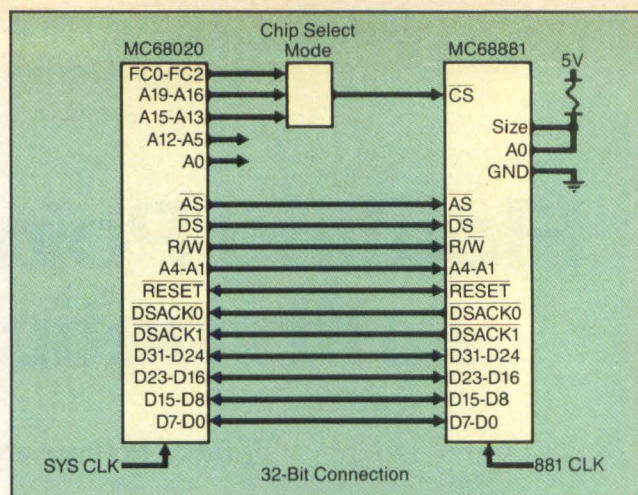 Chip Select
Mode
MC68020
MC68881
5V
FC0-FC2
A19-A16
A15-A13
A12-A5
A0
CS
Size
A0
GND
AS
AS
DS
DS
R/W
R/W
A4-A1
A4-A1
RESET
RESET
DSACK0
DSACK0
DSACK1
DSACK1
D31-D24
D31-D24
D23-D16
D23-D16
D15-D8
D15-D8
D7-D0
D7-D0
SYS CLK
32-Bit Connection
881 CLK